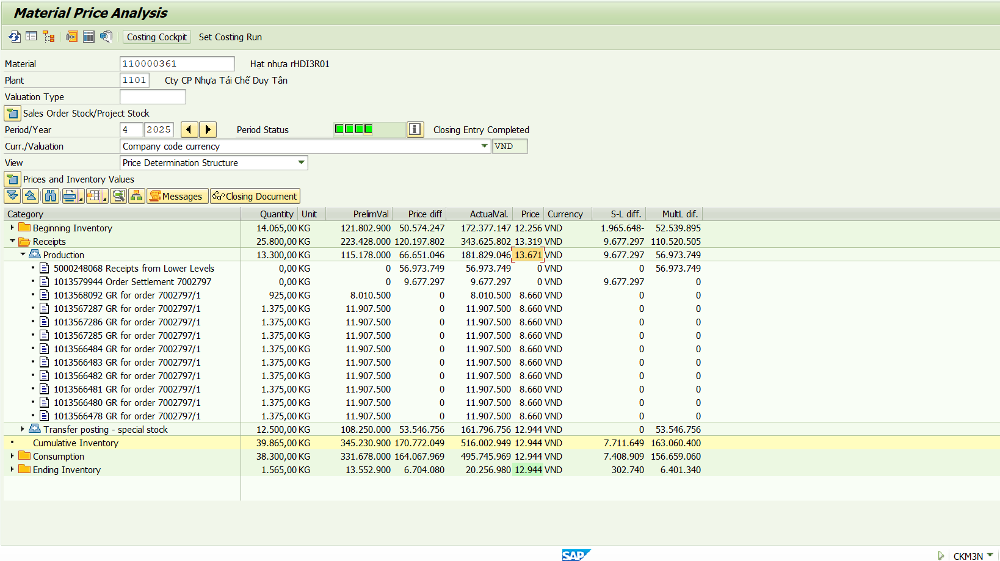 Material Price Analysis
Costing Cockpit Set Costing Run
Material 110000361 Hạt nhựa rHDI3R01
Plant 1101 Cty CP Nhựa Tái Chế Duy Tân
Valuation Type
Sales Order Stock/Project Stock
Period/Year 4 2025 Period Status Closing Entry Completed
Curr./Valuation Company code currency VND
View Price Determination Structure
Prices and Inventory Values
Messages Closing Document
Category Quantity Unit PrelimVal Price diff ActualVal. Price Currency S-L diff. MultL dif.
Beginning Inventory 14.065,00 KG 121.802.900 50.574.247 172.377.147 12.256 VND 1.965.648- 52.539.895
Receipts 25.800,00 KG 223.428.000 120.197.802 343.625.802 13.319 VND 9.677.297 110.520.505
Production 13.300,00 KG 115.178.000 66.651.046 181.829.046 13.671 VND 9.677.297 56.973.749
5000248068 Receipts from Lower Levels 0,00 KG 0 56.973.749 56.973.749 0 VND 0 56.973.749
1013579944 Order Settlement 7002797 0,00 KG 0 9.677.297 9.677.297 0 VND 9.677.297 0
1013568092 GR for order 7002797/1 925,00 KG 8.010.500 0 8.010.500 8.660 VND 0 0
1013567287 GR for order 7002797/1 1.375,00 KG 11.907.500 0 11.907.500 8.660 VND 0 0
1013567286 GR for order 7002797/1 1.375,00 KG 11.907.500 0 11.907.500 8.660 VND 0 0
1013567285 GR for order 7002797/1 1.375,00 KG 11.907.500 0 11.907.500 8.660 VND 0 0
1013566484 GR for order 7002797/1 1.375,00 KG 11.907.500 0 11.907.500 8.660 VND 0 0
1013566483 GR for order 7002797/1 1.375,00 KG 11.907.500 0 11.907.500 8.660 VND 0 0
1013566482 GR for order 7002797/1 1.375,00 KG 11.907.500 0 11.907.500 8.660 VND 0 0
1013566481 GR for order 7002797/1 1.375,00 KG 11.907.500 0 11.907.500 8.660 VND 0 0
1013566480 GR for order 7002797/1 1.375,00 KG 11.907.500 0 11.907.500 8.660 VND 0 0
1013566478 GR for order 7002797/1 1.375,00 KG 11.907.500 0 11.907.500 8.660 VND 0 0
Transfer posting - special stock 12.500,00 KG 108.250.000 53.546.756 161.796.756 12.944 VND 0 53.546.756
Cumulative Inventory 39.865,00 KG 345.230.900 170.772.049 516.002.949 12.944 VND 7.711.649 163.060.400
Consumption 38.300,00 KG 331.678.000 164.067.969 495.745.969 12.944 VND 7.408.909 156.659.060
Ending Inventory 1.565,00 KG 13.552.900 6.704.080 20.256.980 12.944 VND 302.740 6.401.340
SAP CKM3N